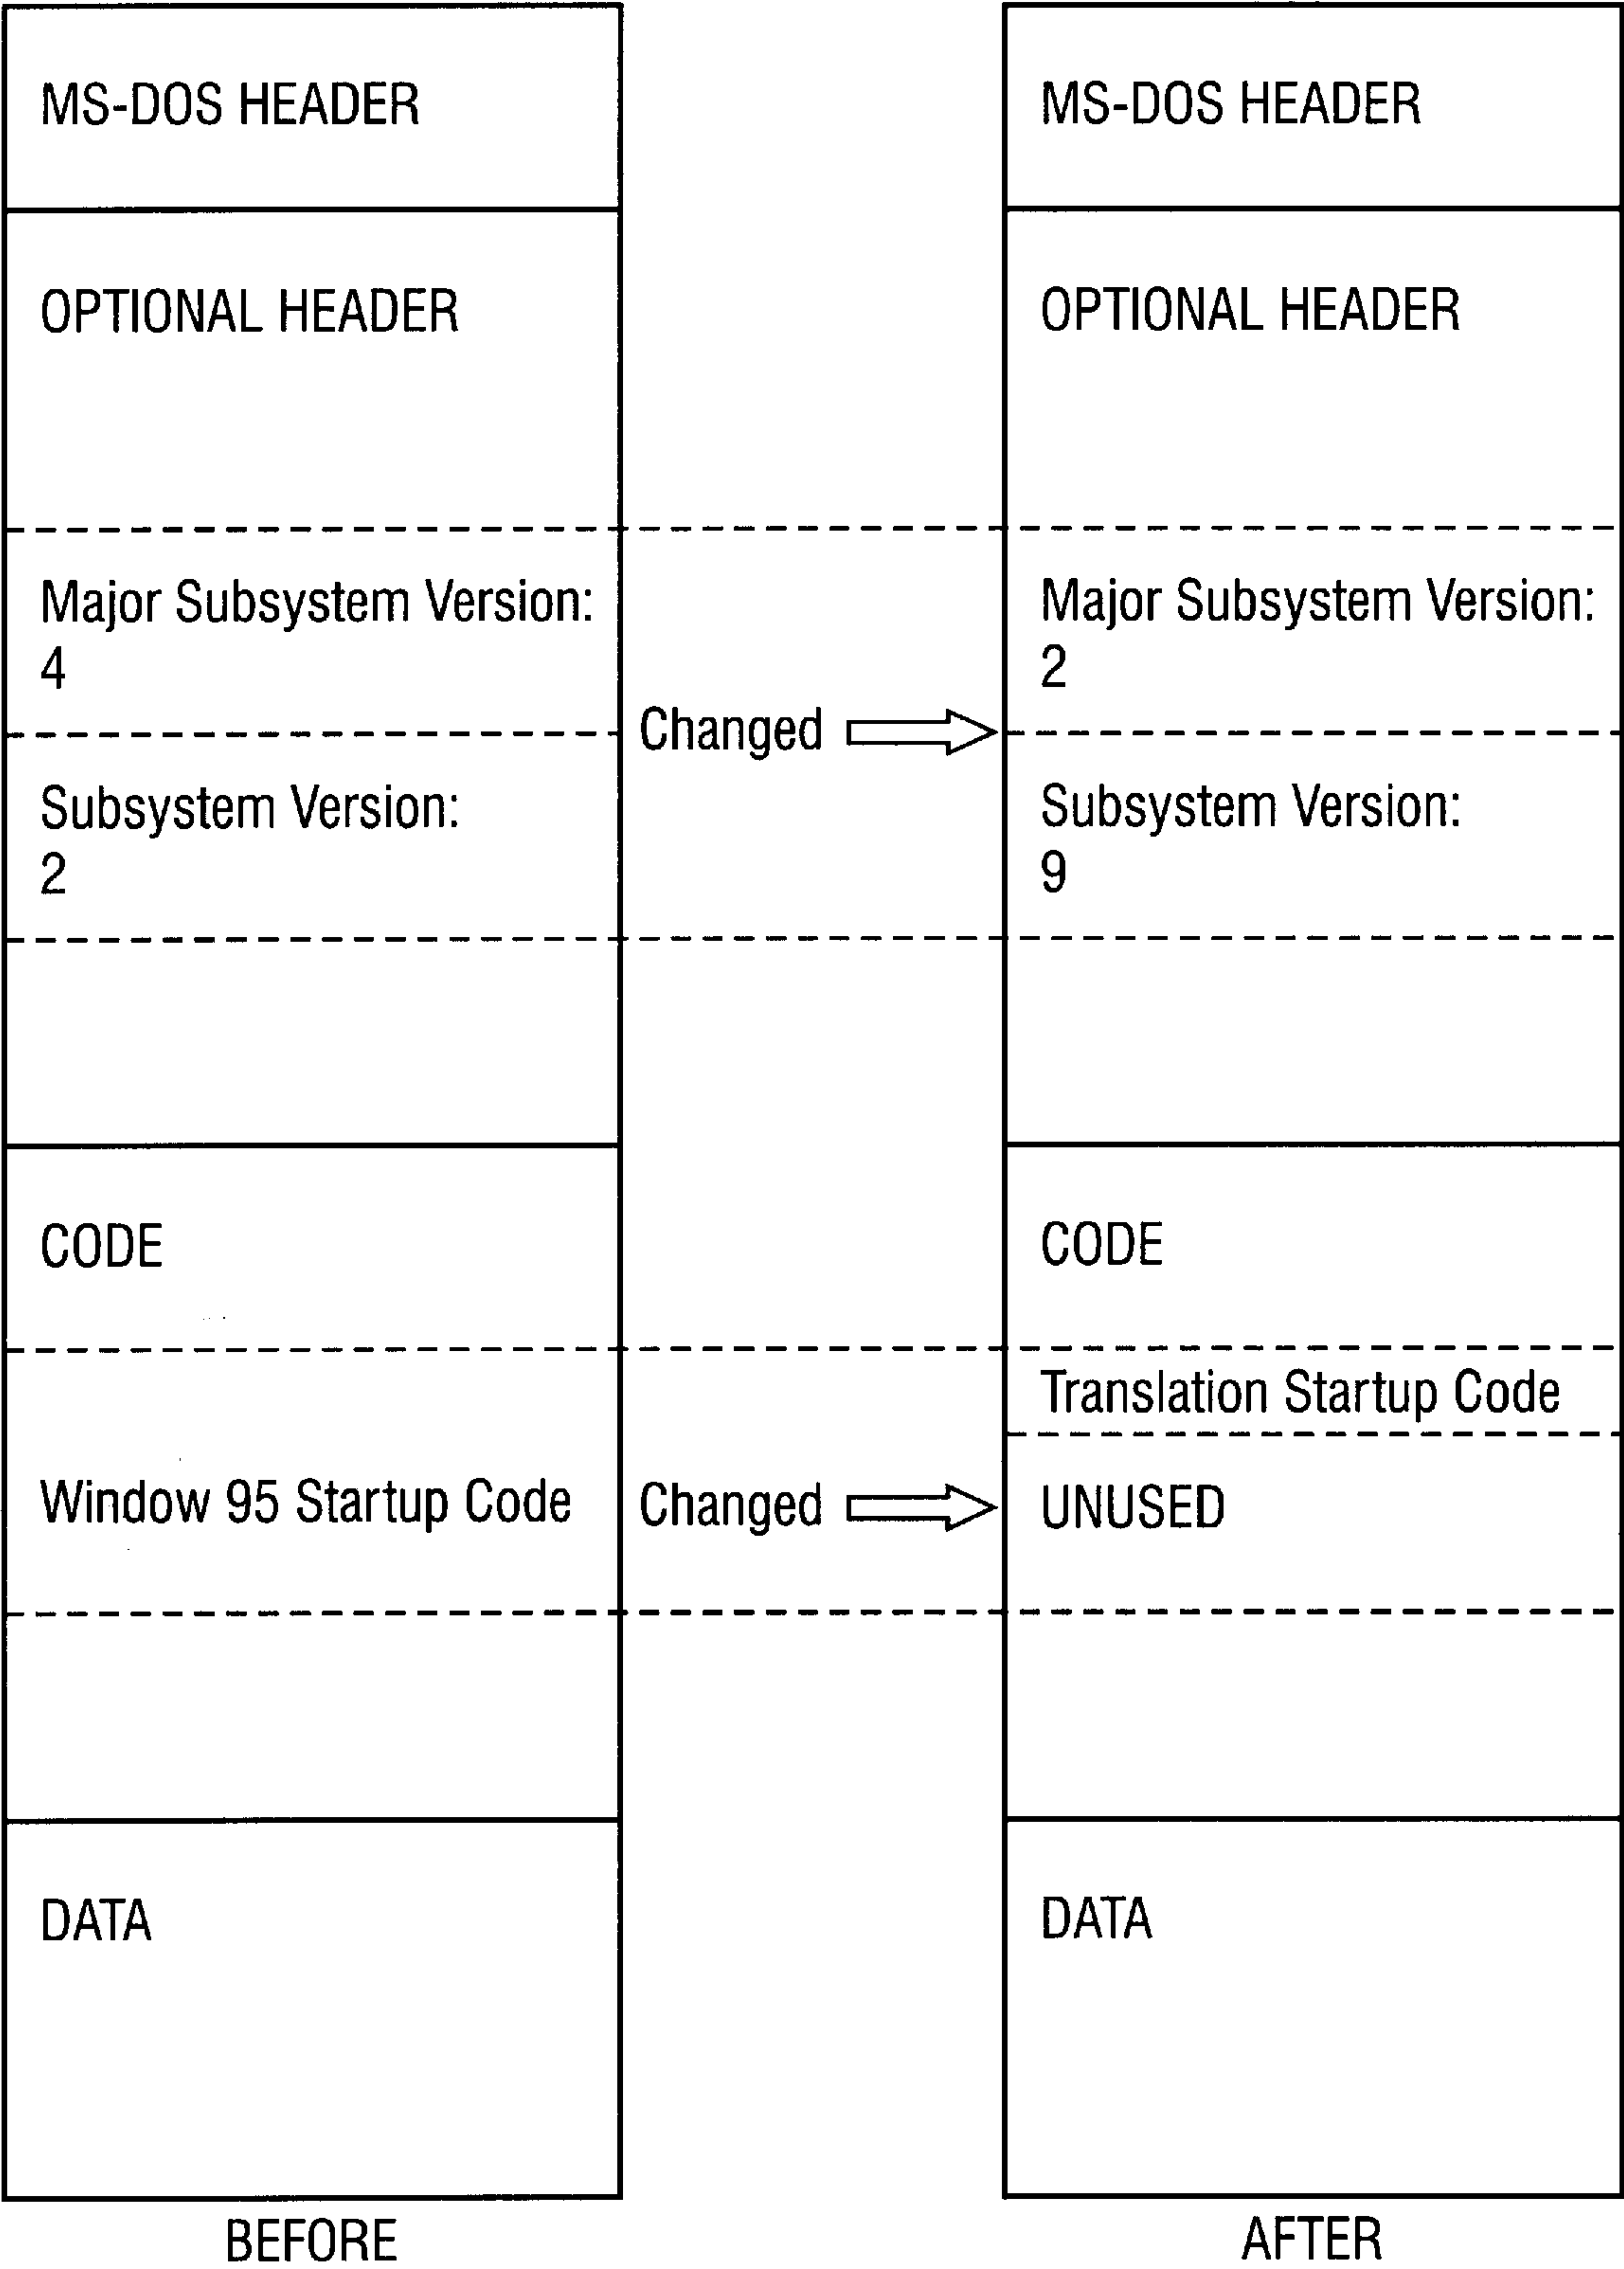 MS-DOS HEADER
OPTIONAL HEADER
Major Subsystem Version:
4
Subsystem Version:
2
CODE
Window 95 Startup Code
DATA
BEFORE
Changed
Changed
MS-DOS HEADER
OPTIONAL HEADER
Major Subsystem Version:
2
Subsystem Version:
9
CODE
Translation Startup Code
UNUSED
DATA
AFTER